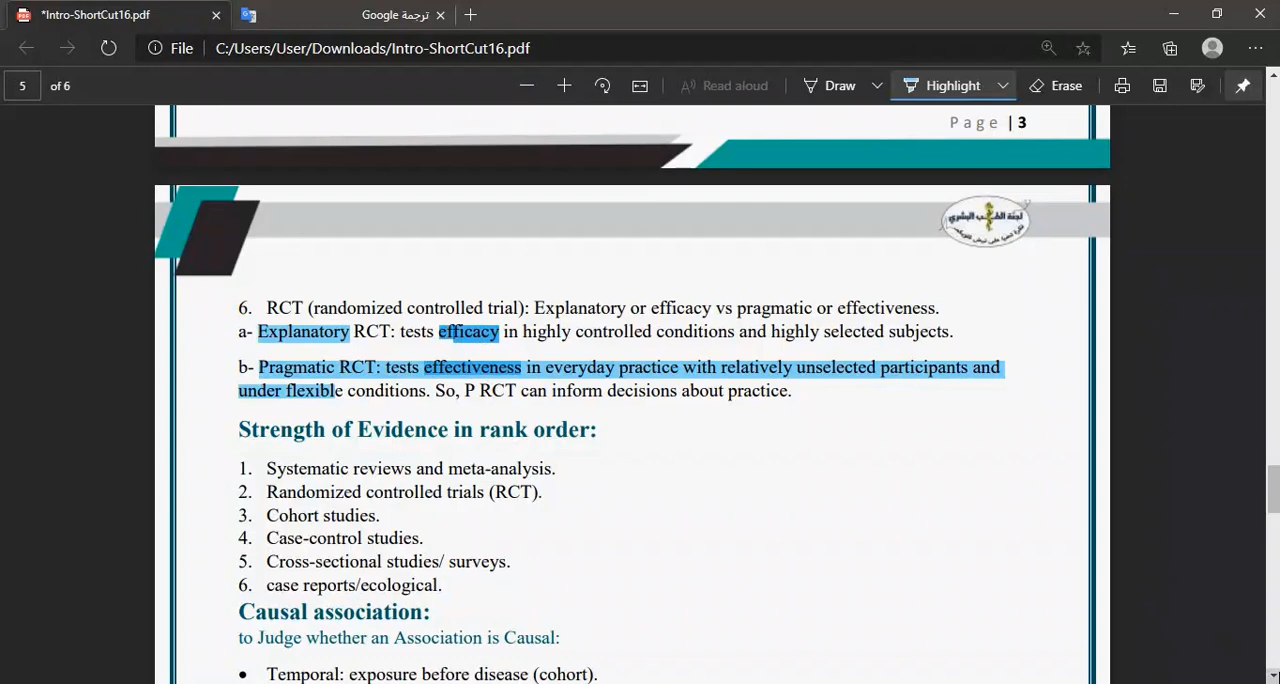 *Intro-ShortCut16.pdf
ترجمة Google
File
C:/Users/User/Downloads/Intro-ShortCut16.pdf
5 of 6
Read aloud
Draw
Highlight
Erase
Page | 3
لجنة الطب البشري
6. RCT (randomized controlled trial): Explanatory or efficacy vs pragmatic or effectiveness.
a- Explanatory RCT: tests efficacy in highly controlled conditions and highly selected subjects.
b- Pragmatic RCT: tests effectiveness in everyday practice with relatively unselected participants and
under flexible conditions. So, P RCT can inform decisions about practice.
Strength of Evidence in rank order:
1. Systematic reviews and meta-analysis.
2. Randomized controlled trials (RCT).
3. Cohort studies.
4. Case-control studies.
5. Cross-sectional studies/ surveys.
6. case reports/ecological.
Causal association:
to Judge whether an Association is Causal:
• Temporal: exposure before disease (cohort).